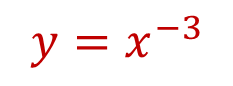 y = x⁻³